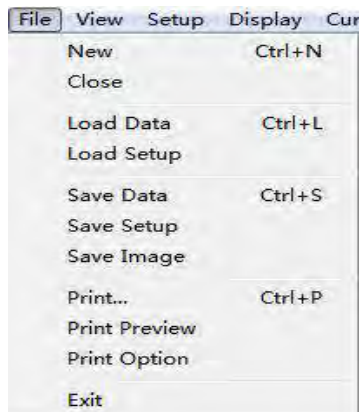 File View Setup Display Cur
New Ctrl+N
Close
Load Data Ctrl+L
Load Setup
Save Data Ctrl+S
Save Setup
Save Image
Print... Ctrl+P
Print Preview
Print Option
Exit